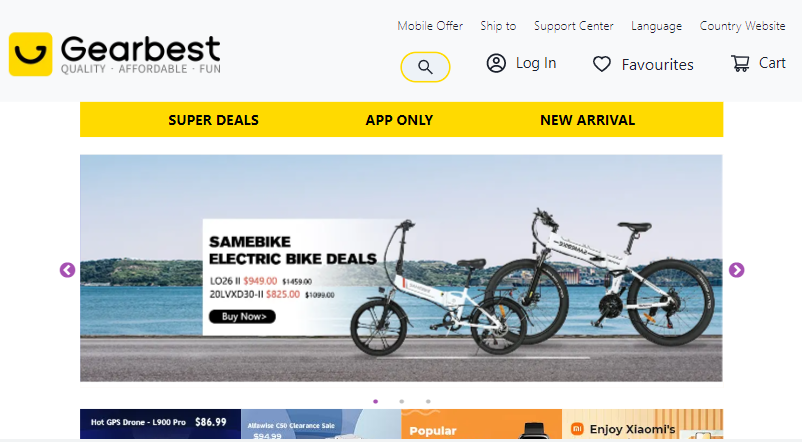 Mobile Offer Ship to Support Center Language Country Website
Gearbest
QUALITY · AFFORDABLE · FUN
Log In Favourites Cart
SUPER DEALS APP ONLY NEW ARRIVAL
SAMEBIKE
ELECTRIC BIKE DEALS
LO26 II $949.00 $1459.00
20LVXD30-II $825.00 $1099.00
Buy Now>
SAMEBIKE
Hot GPS Drone - L900 Pro $86.99
Alfawise C50 Clearance Sale
$94.99
Popular
mi Enjoy Xiaomi's